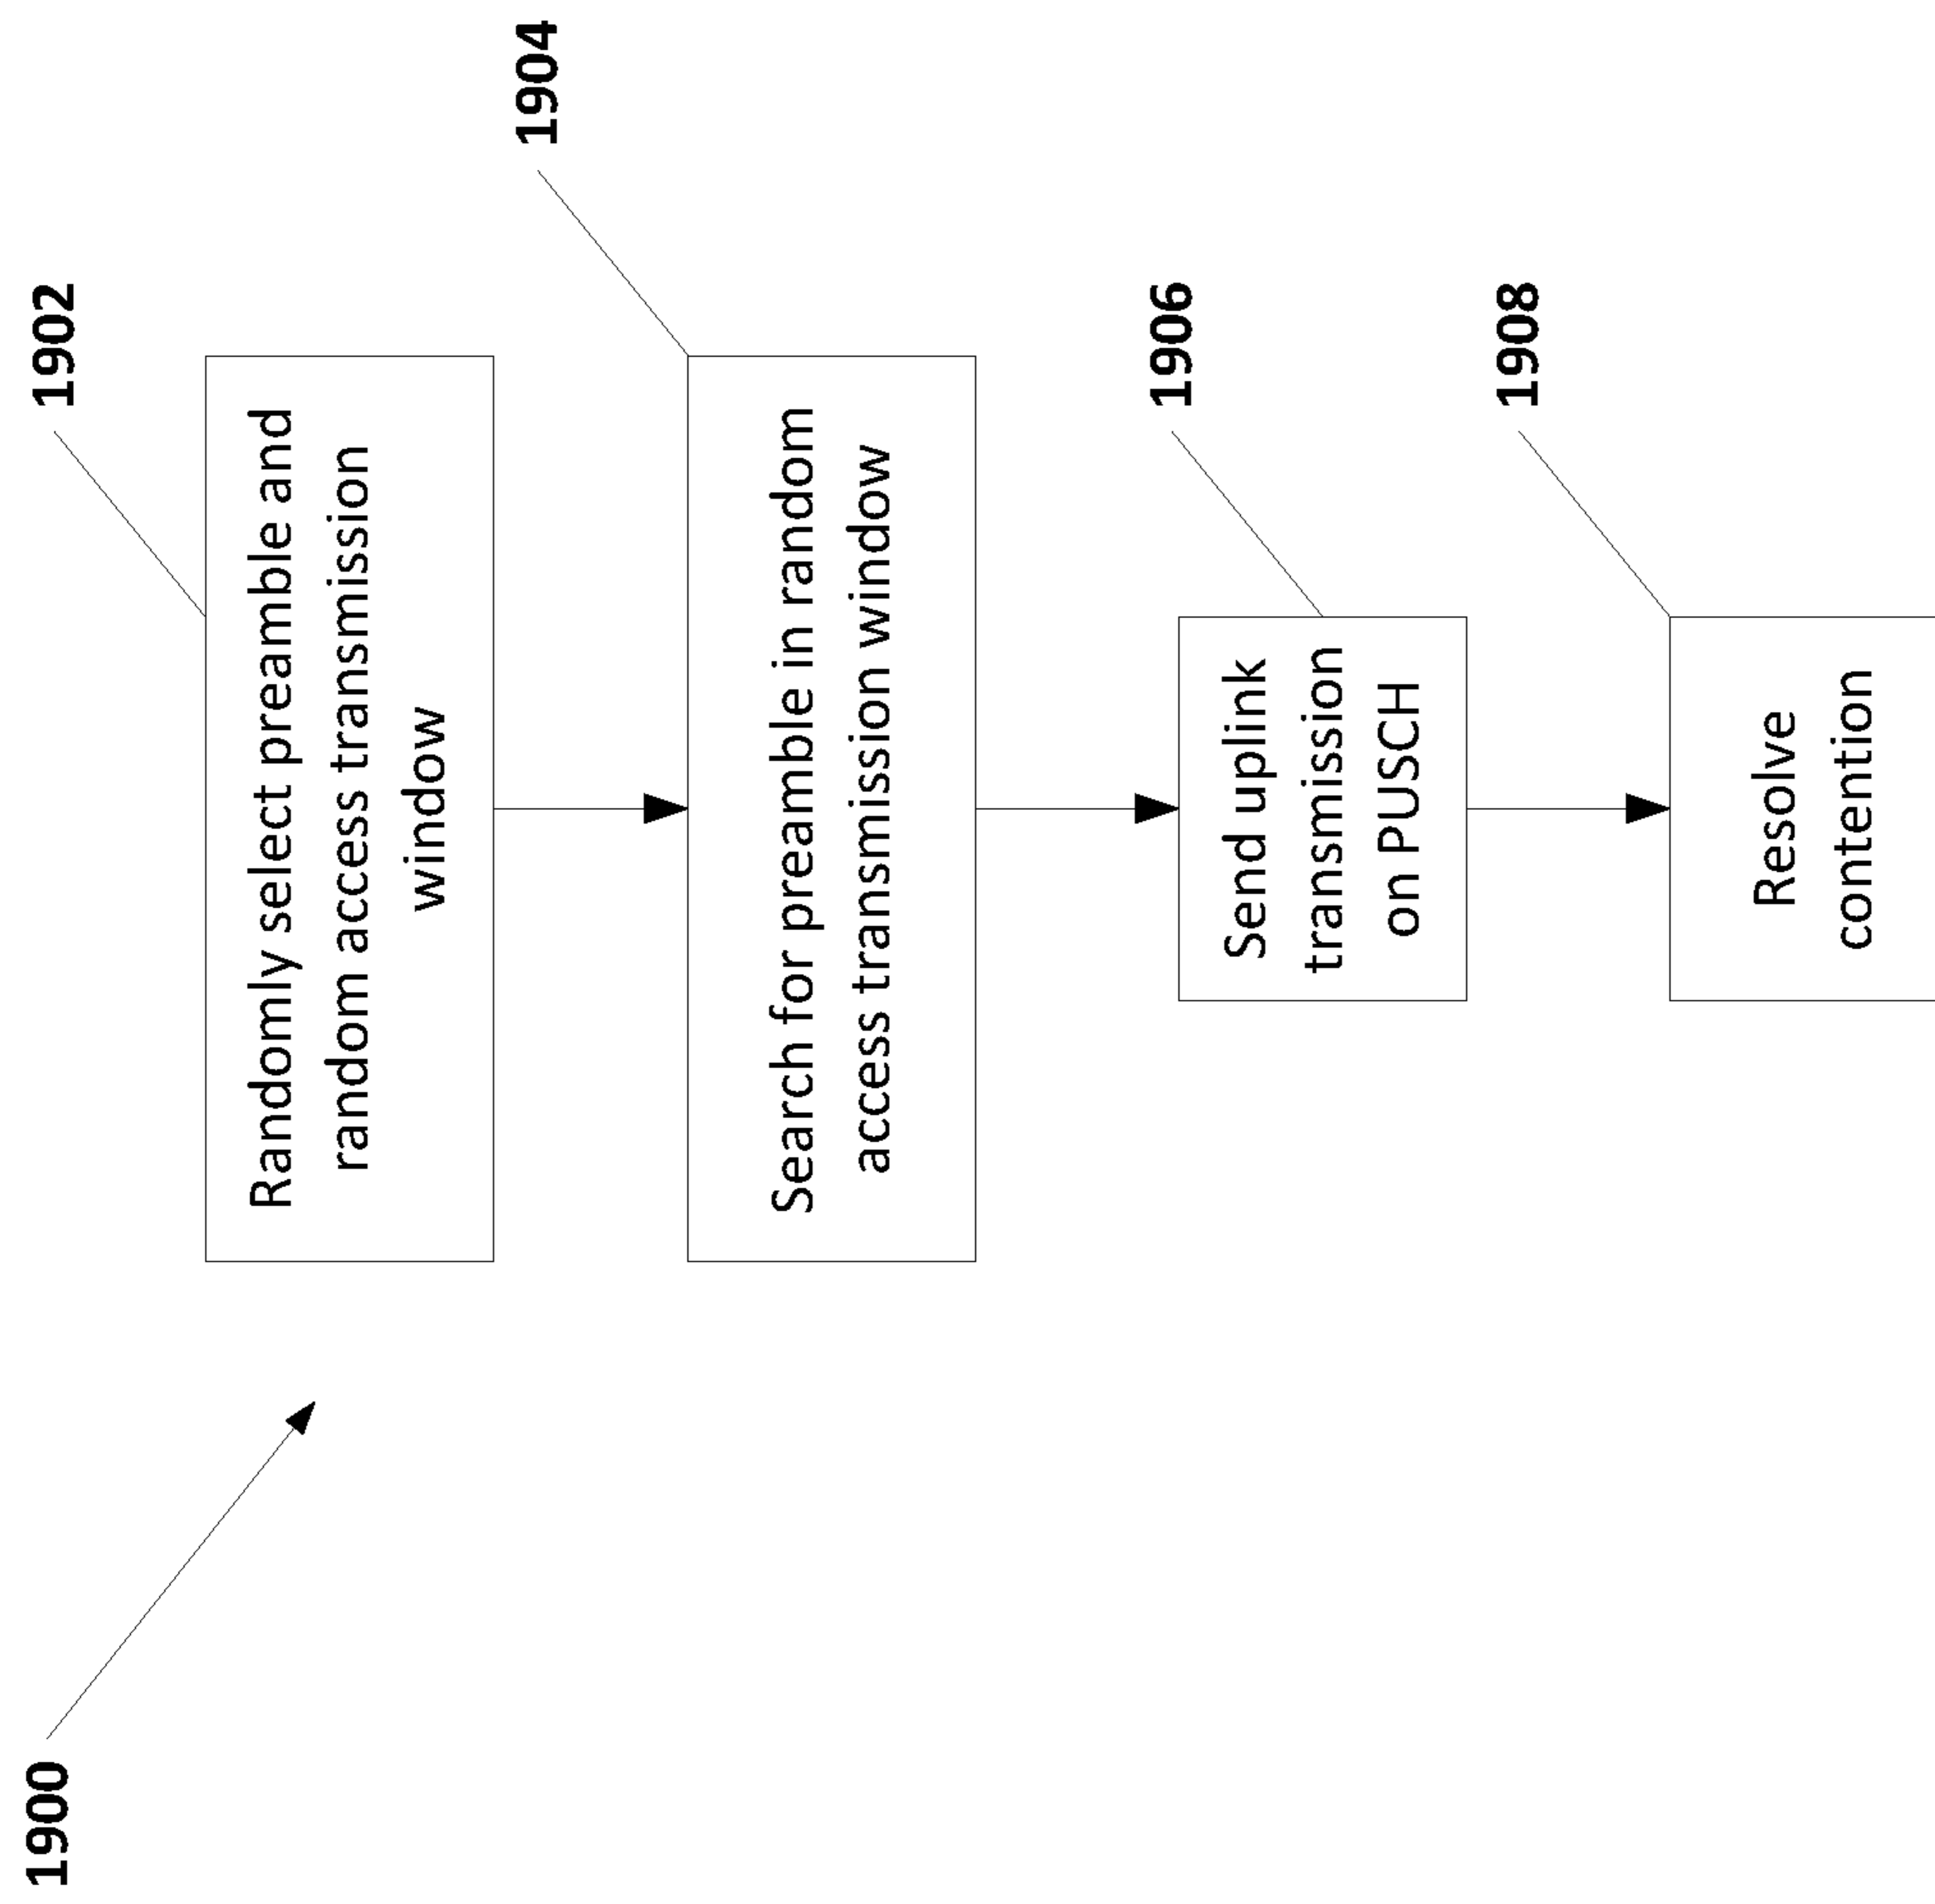 1900
1902
Randomly select preamble and
random access transmission
window
1904
Search for preamble in random
access transmission window
1906
Send uplink
transmission
on PUSCH
1908
Resolve
contention